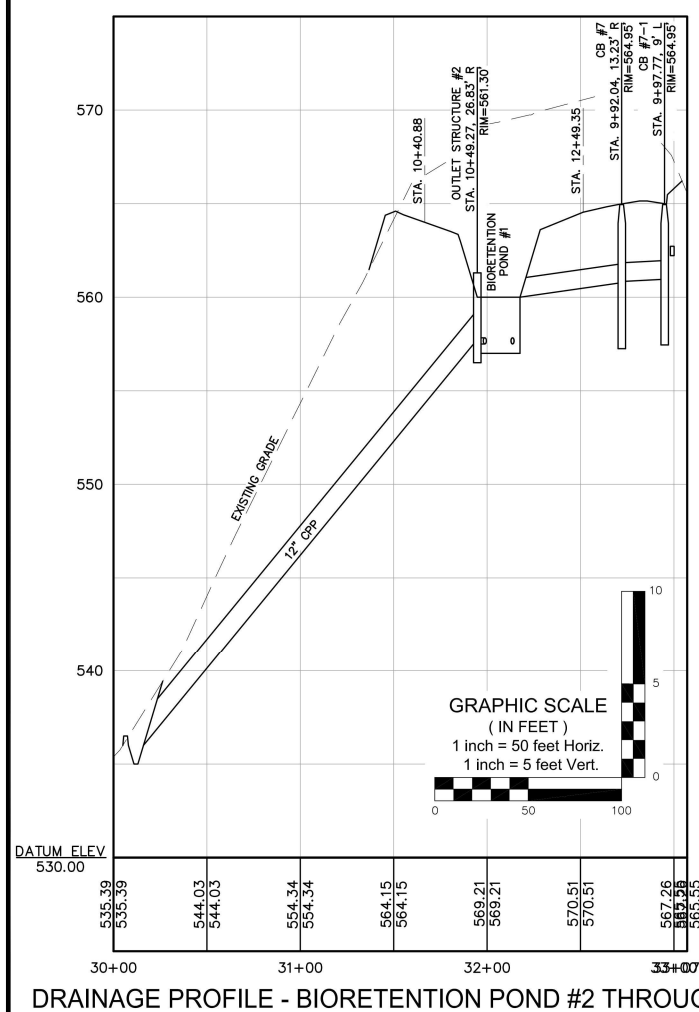 570
560
550
540
DATUM ELEV
530.00
STA. 10+40.88
OUTLET STRUCTURE #2
STA. 10+49.27, 26.83' R
RIM=561.30'
BIORETENTION
POND #1
STA. 12+49.35
CB #7
STA. 9+92.04, 13.23' R
RIM=564.95'
CB #7-1
STA. 9+97.77, 9' L
RIM=564.95'
EXISTING GRADE
12" CPP
GRAPHIC SCALE
( IN FEET )
1 inch = 50 feet Horiz.
1 inch = 5 feet Vert.
10
5
0
0 50 100
535.39
535.39
544.03
544.03
554.34
554.34
564.15
564.15
569.21
569.21
570.51
570.51
567.26
565.55
30+00 31+00 32+00 33+07
DRAINAGE PROFILE - BIORETENTION POND #2